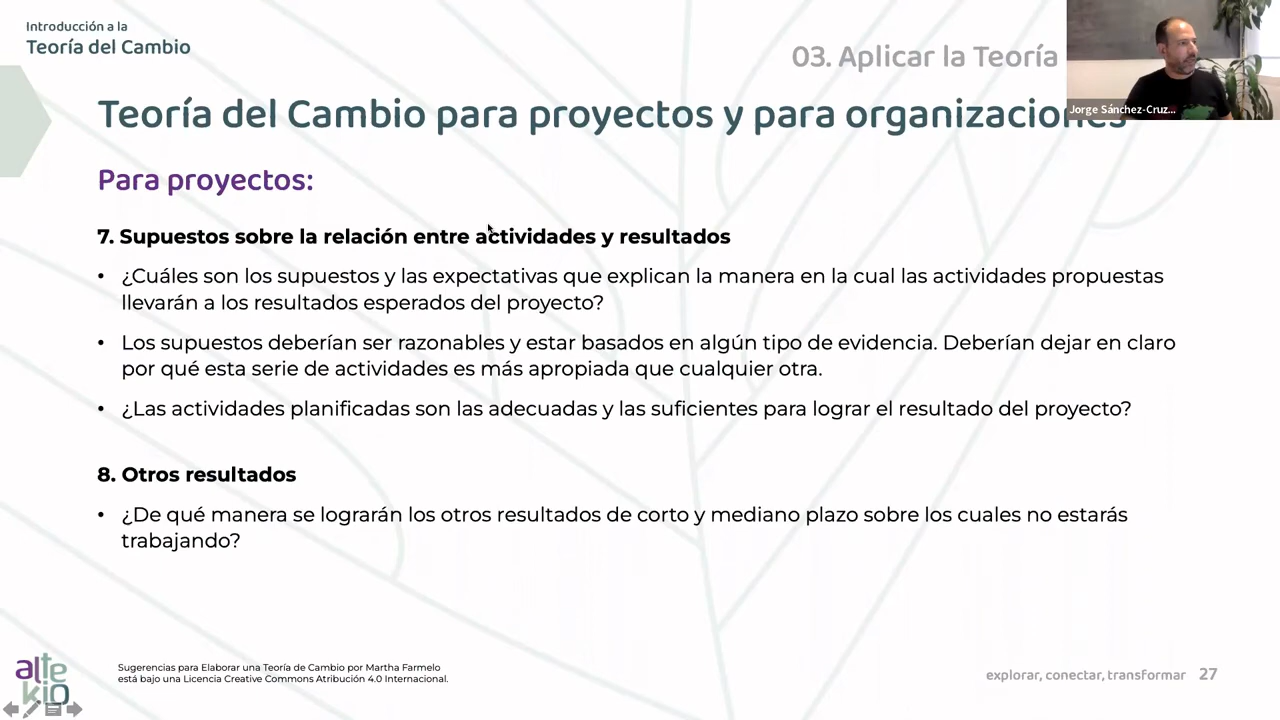 Introducción a la
Teoría del Cambio
03. Aplicar la Teoría
Jorge Sánchez-Cruz...
Teoría del Cambio para proyectos y para organizaciones
Para proyectos:
7. Supuestos sobre la relación entre actividades y resultados
• ¿Cuáles son los supuestos y las expectativas que explican la manera en la cual las actividades propuestas
llevarán a los resultados esperados del proyecto?
• Los supuestos deberían ser razonables y estar basados en algún tipo de evidencia. Deberían dejar en claro
por qué esta serie de actividades es más apropiada que cualquier otra.
• ¿Las actividades planificadas son las adecuadas y las suficientes para lograr el resultado del proyecto?
8. Otros resultados
• ¿De qué manera se lograrán los otros resultados de corto y mediano plazo sobre los cuales no estarás
trabajando?
alte
kio
Sugerencias para Elaborar una Teoría de Cambio por Martha Farmelo
está bajo una Licencia Creative Commons Atribución 4.0 Internacional.
explorar, conectar, transformar 27